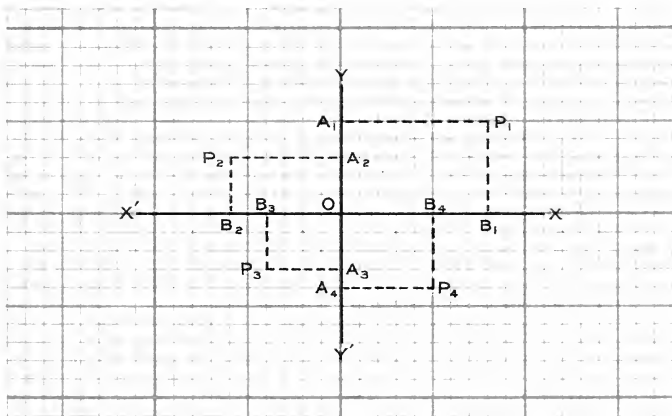 Y
A₁ P₁
P₂ A₂
X′ B₂ B₃ O B₄ B₁ X
P₃ A₃
A₄ P₄
Y′